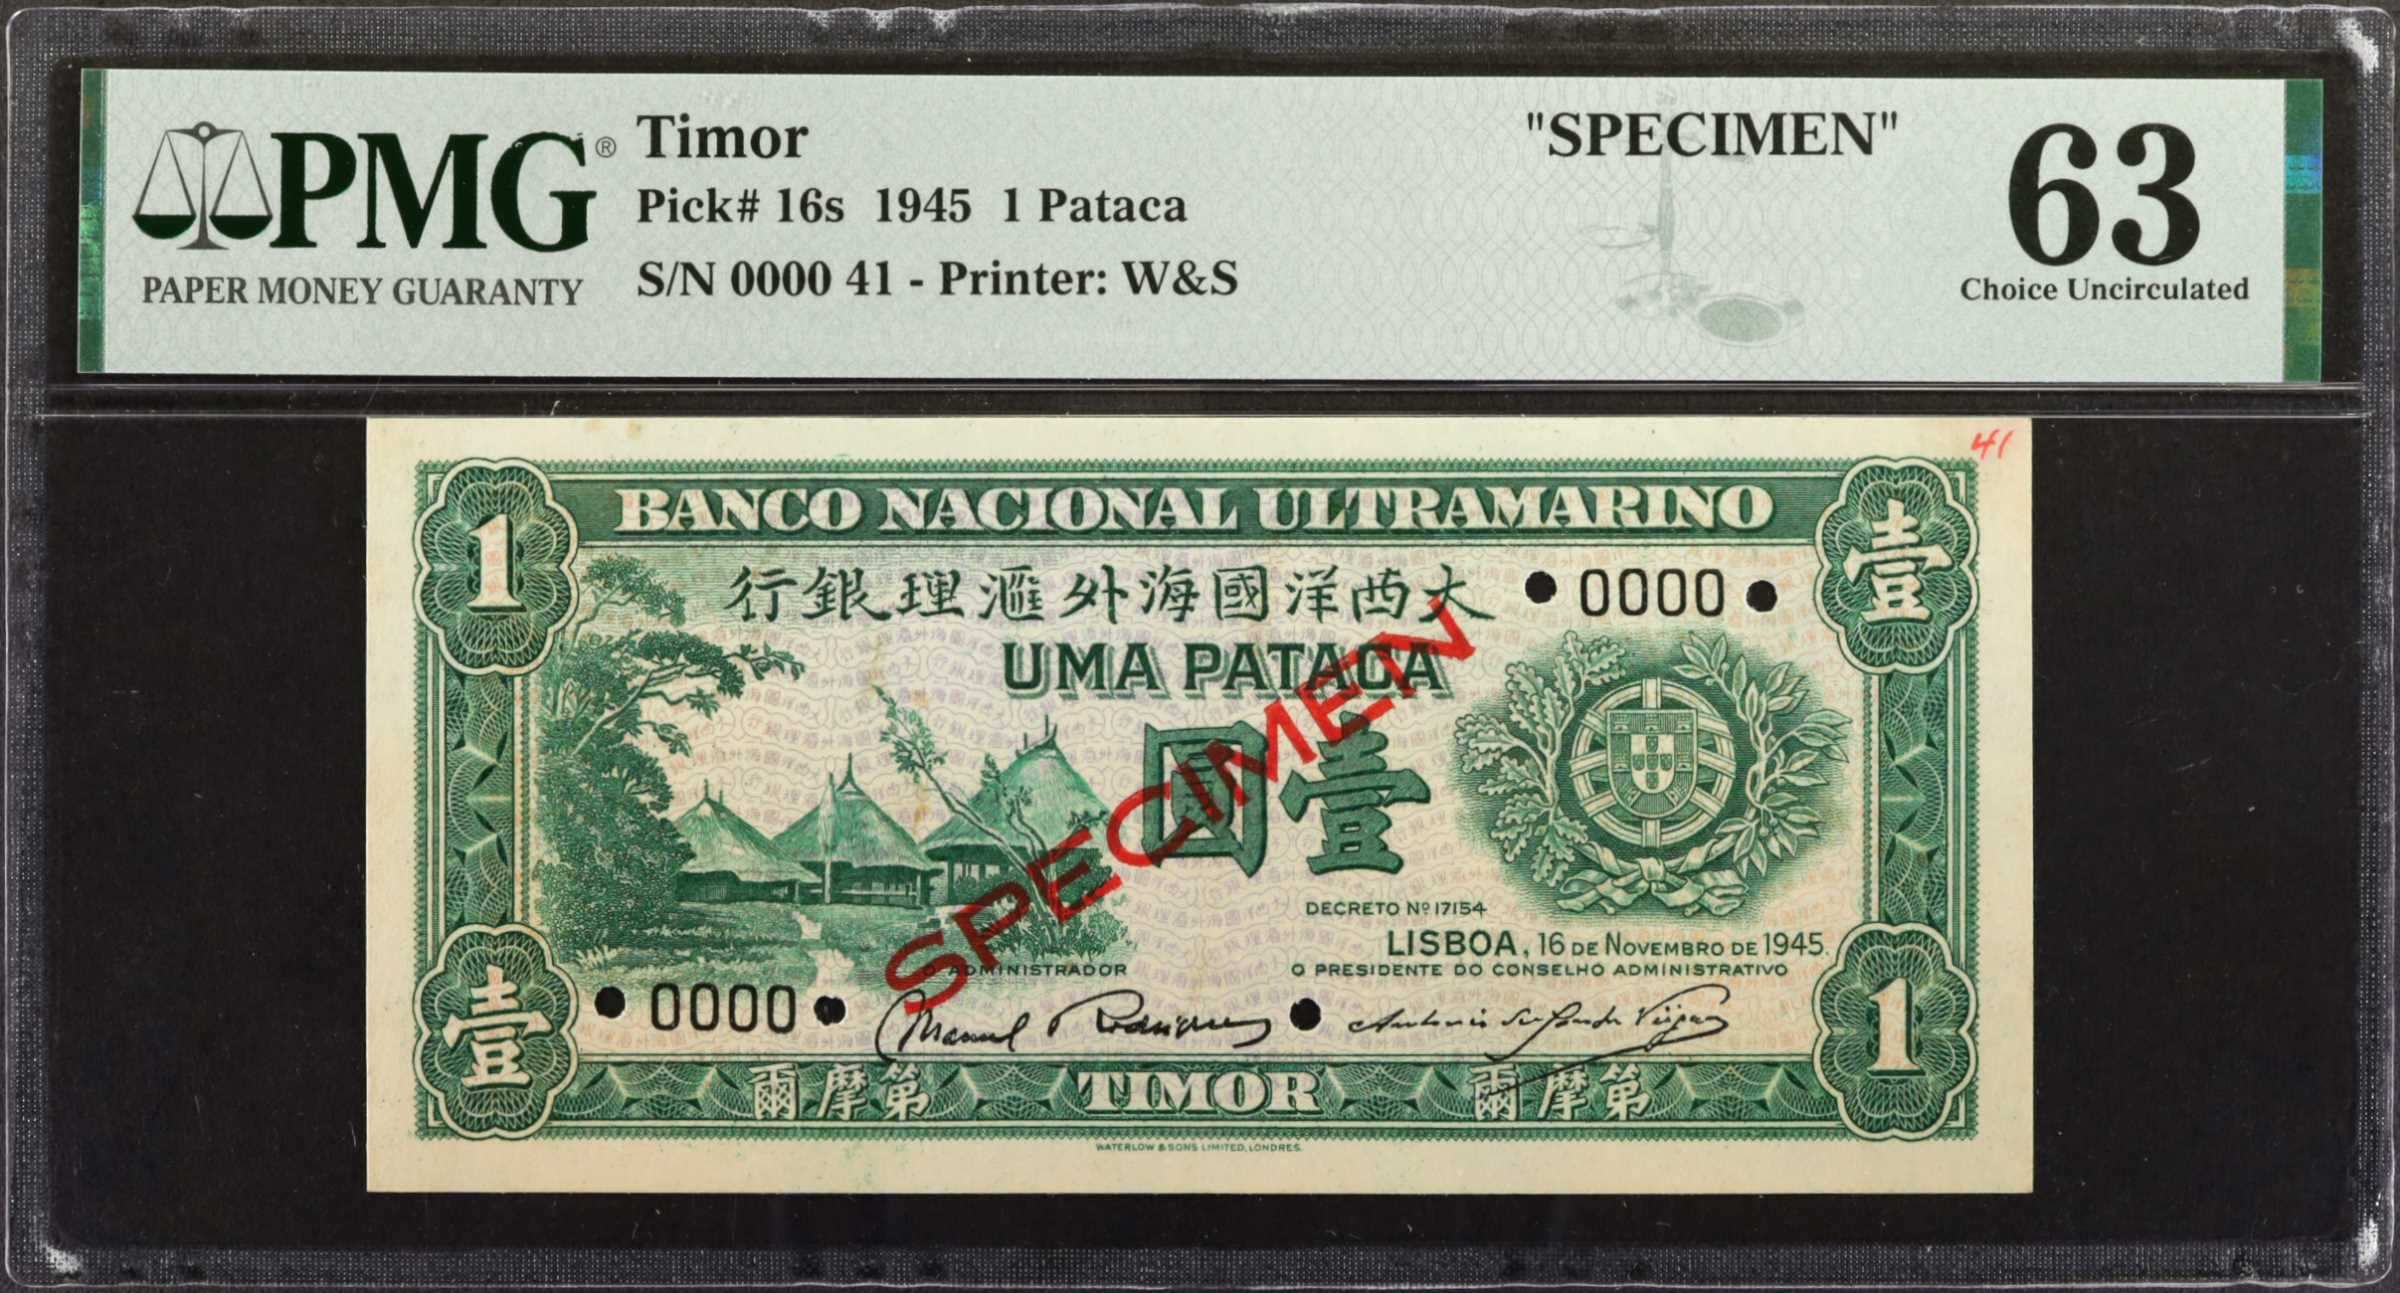 PMG®
PAPER MONEY GUARANTY
Timor
Pick# 16s 1945 1 Pataca
S/N 0000 41 - Printer: W&S
"SPECIMEN"
63
Choice Uncirculated
41
1
BANCO NACIONAL ULTRAMARINO
壹
行銀理滙外海國西洋大
0000
UMA PATACA
圓壹
SPECIMEN
DECRETO Nº 17154
LISBOA, 16 DE NOVEMBRO DE 1945.
O ADMINISTRADOR
O PRESIDENTE DO CONSELHO ADMINISTRATIVO
0000
Manuel Rodrigues
壹
爾摩第
TIMOR
爾摩第
1
WATERLOW & SONS LIMITED, LONDRES.